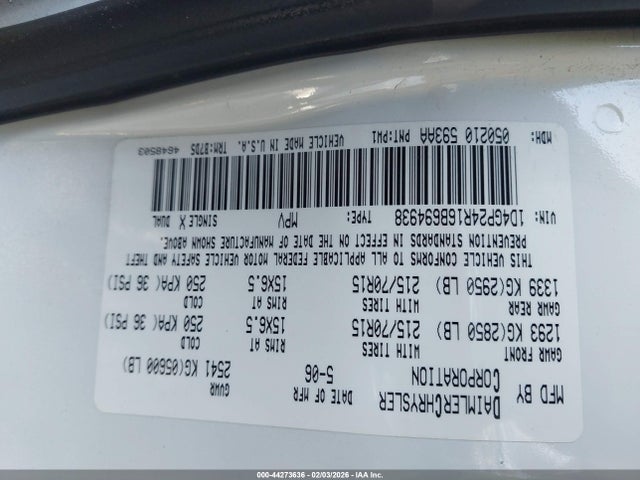 MFD BY DAIMLERCHRYSLER CORPORATION DATE OF MFR 5-06 GVWR 2541 KG(05600 LB)
GAWR FRONT 1293 KG(2850 LB) WITH TIRES 215/70R15 RIMS AT 15X6.5 COLD 250 KPA( 36 PSI)
GAWR REAR 1339 KG(2950 LB) WITH TIRES 215/70R15 RIMS AT 15X6.5 COLD 250 KPA( 36 PSI)
THIS VEHICLE CONFORMS TO ALL APPLICABLE FEDERAL MOTOR VEHICLE SAFETY AND THEFT
PREVENTION STANDARDS IN EFFECT ON THE DATE OF MANUFACTURE SHOWN ABOVE.
VIN: 1D4GP24R16B694938 TYPE: MPV SINGLE X DUAL
MDH: 050210 593AA PNT:PW1 VEHICLE MADE IN U.S.A. TRM:B7D5 4648503
000-44273636 - 02/03/2026 - IAA Inc.